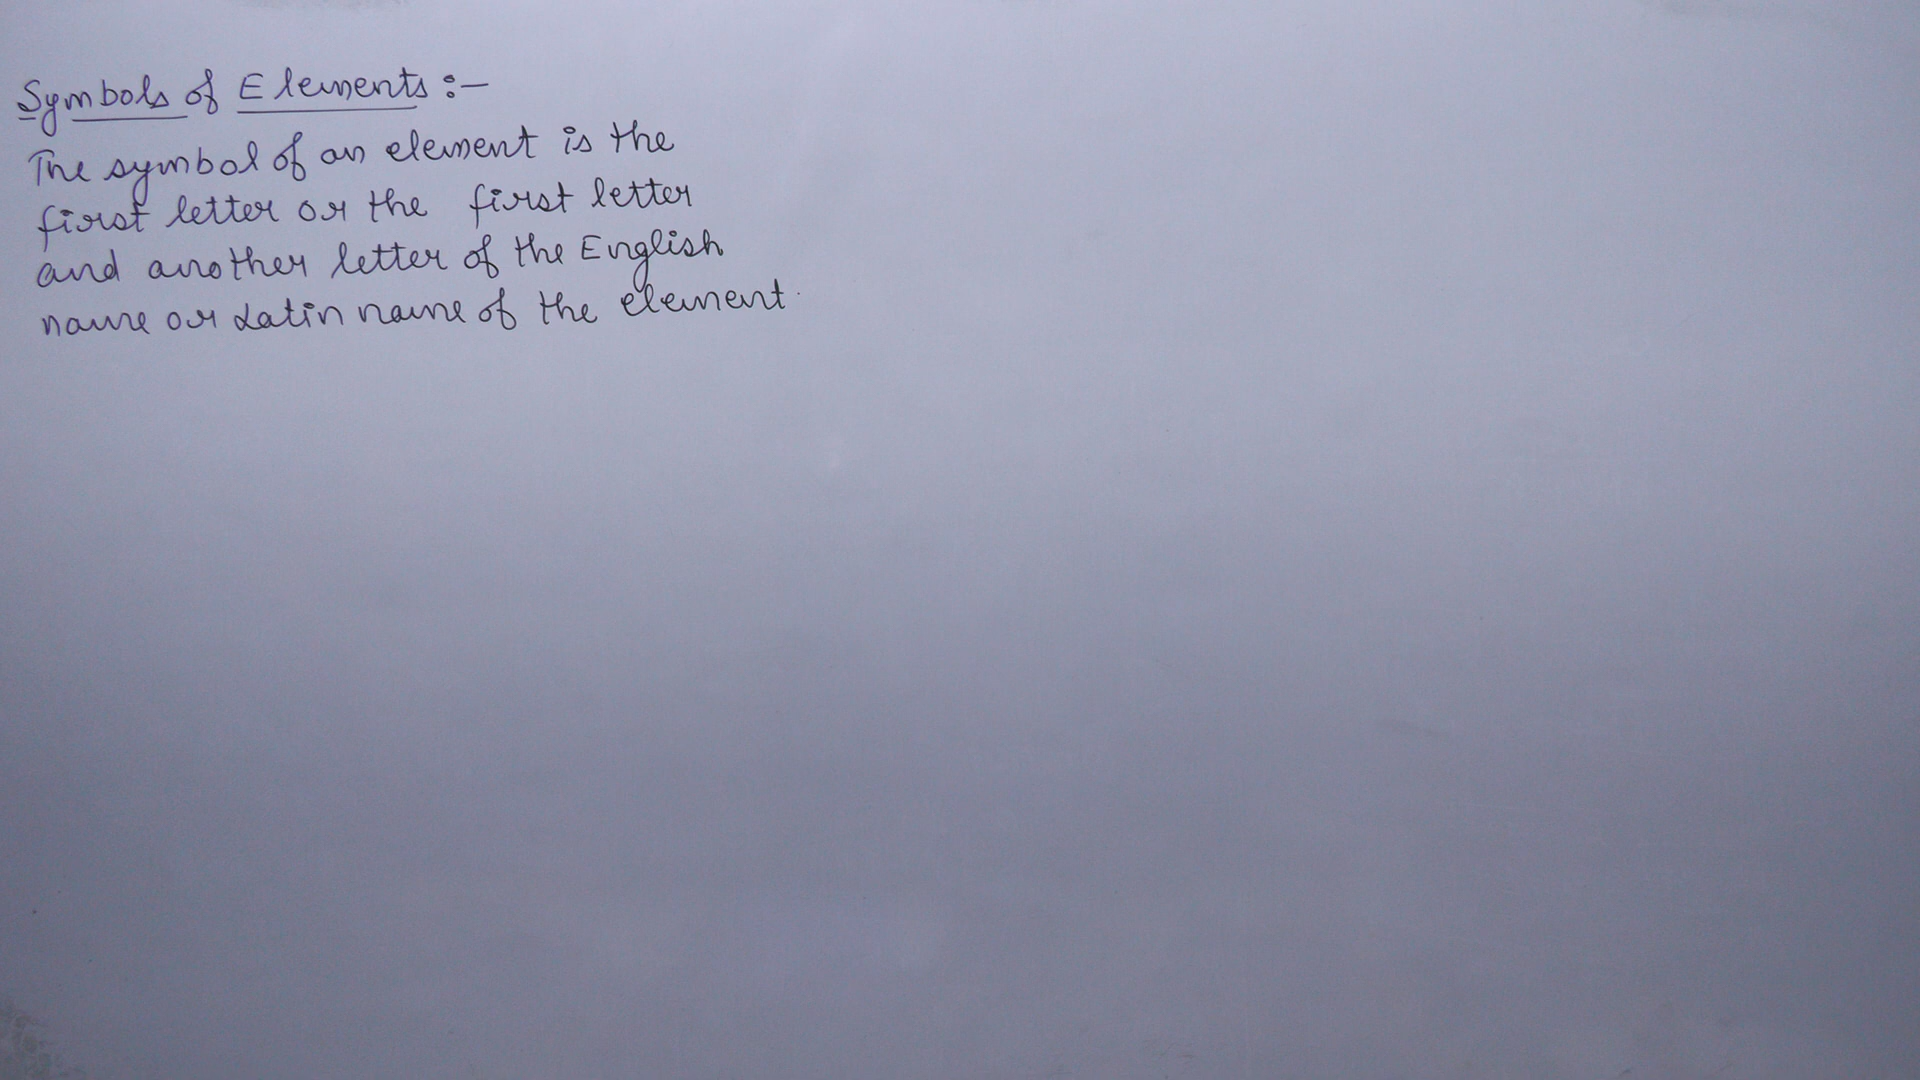 Symbols of Elements :-
The symbol of an element is the
first letter or the first letter
and another letter of the English
name or Latin name of the element.